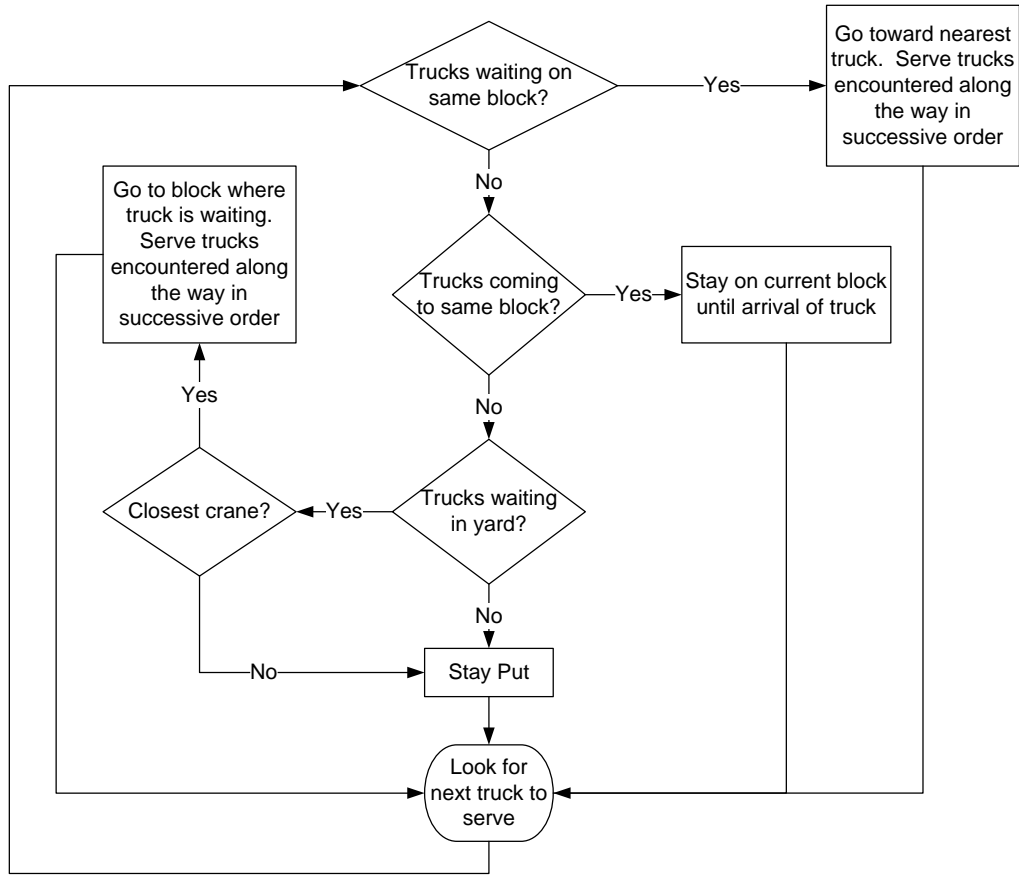 Trucks waiting on
same block?
Yes
Go toward nearest
truck.  Serve trucks
encountered along
the way in
successive order
No
Go to block where
truck is waiting.
Serve trucks
encountered along
the way in
successive order
Trucks coming
to same block?
Yes
Stay on current block
until arrival of truck
Yes
No
Closest crane?
Yes
Trucks waiting
in yard?
No
No
Stay Put
Look for
next truck to
serve